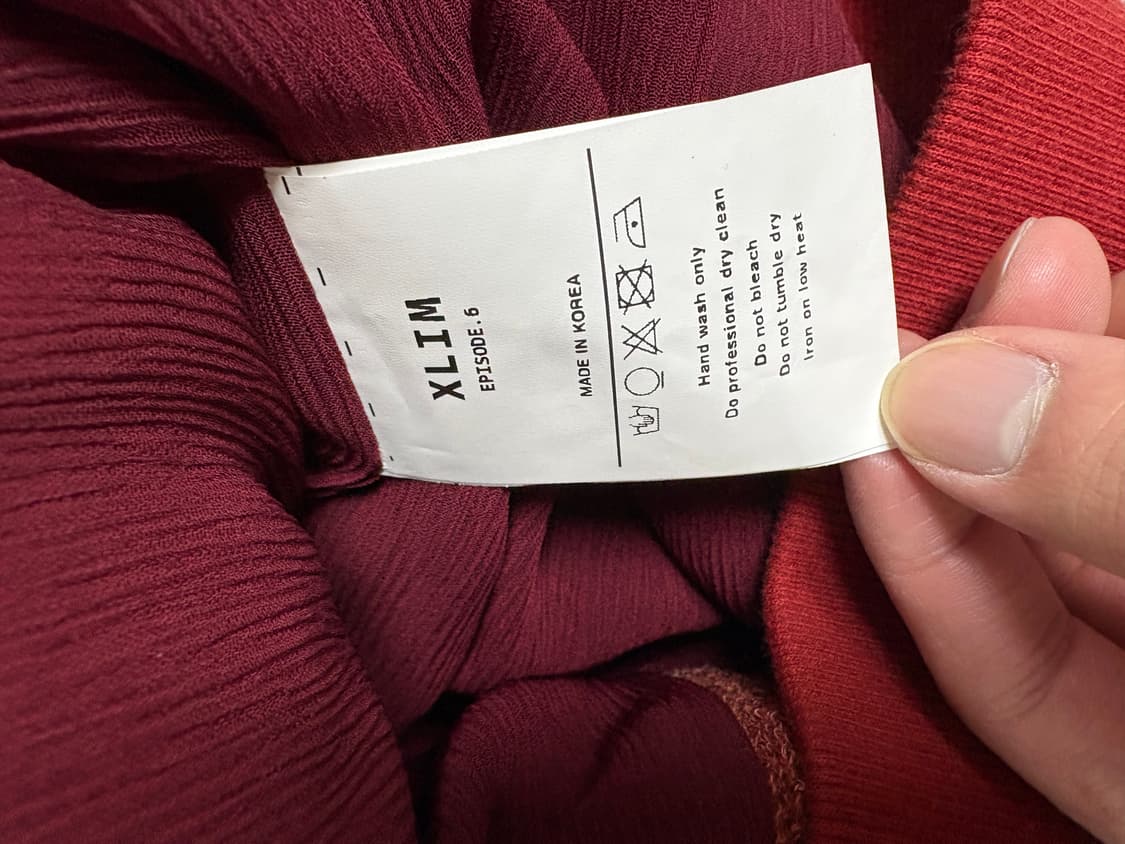 XLIM
EPISODE.6
MADE IN KOREA
Hand wash only
Do professional dry clean
Do not bleach
Do not tumble dry
Iron on low heat